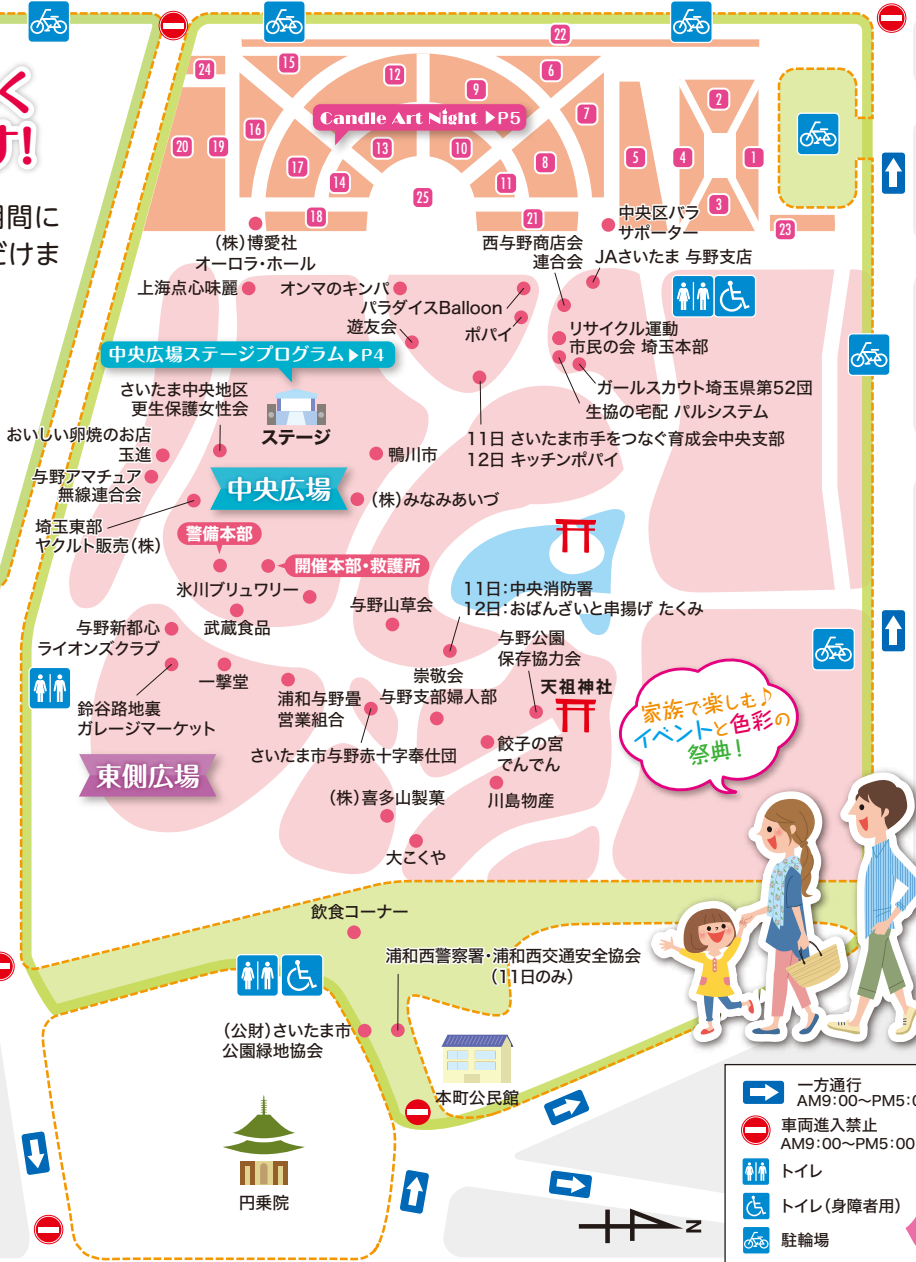 く
す!
期間に
だけま
22
24
15
12
9
6
7
2
Candle Art Night ▶P5
20
19
16
17
13
10
8
5
4
1
14
11
3
25
18
21
23
中央区バラ
サポーター
(株)博愛社
オーロラ・ホール
西与野商店会
連合会
JAさいたま 与野支店
上海点心味麗
オンマのキンパ
パラダイスBalloon
ポパイ
遊友会
リサイクル運動
市民の会 埼玉本部
中央広場ステージプログラム▶P4
ガールスカウト埼玉県第52団
生協の宅配 パルシステム
さいたま中央地区
更生保護女性会
ステージ
11日 さいたま市手をつなぐ育成会中央支部
12日 キッチンポパイ
おいしい卵焼のお店
玉進
鴨川市
与野アマチュア
無線連合会
中央広場
(株)みなみあいづ
埼玉東部
ヤクルト販売(株)
警備本部
開催本部・救護所
氷川ブリュワリー
11日:中央消防署
12日:おばんざいと串揚げ たくみ
与野山草会
武蔵食品
与野新都心
ライオンズクラブ
与野公園
保存協力会
一撃堂
崇敬会
与野支部婦人部
天祖神社
鈴谷路地裏
ガレージマーケット
浦和与野畳
営業組合
さいたま市与野赤十字奉仕団
餃子の宮
でんでん
家族で楽しむ♪
イベントと色彩の
祭典!
東側広場
(株)喜多山製菓
川島物産
大こくや
飲食コーナー
浦和西警察署・浦和西交通安全協会
(11日のみ)
(公財)さいたま市
公園緑地協会
本町公民館
円乗院
N
一方通行
AM9:00〜PM5:0
車両進入禁止
AM9:00〜PM5:00
トイレ
トイレ(身障者用)
駐輪場